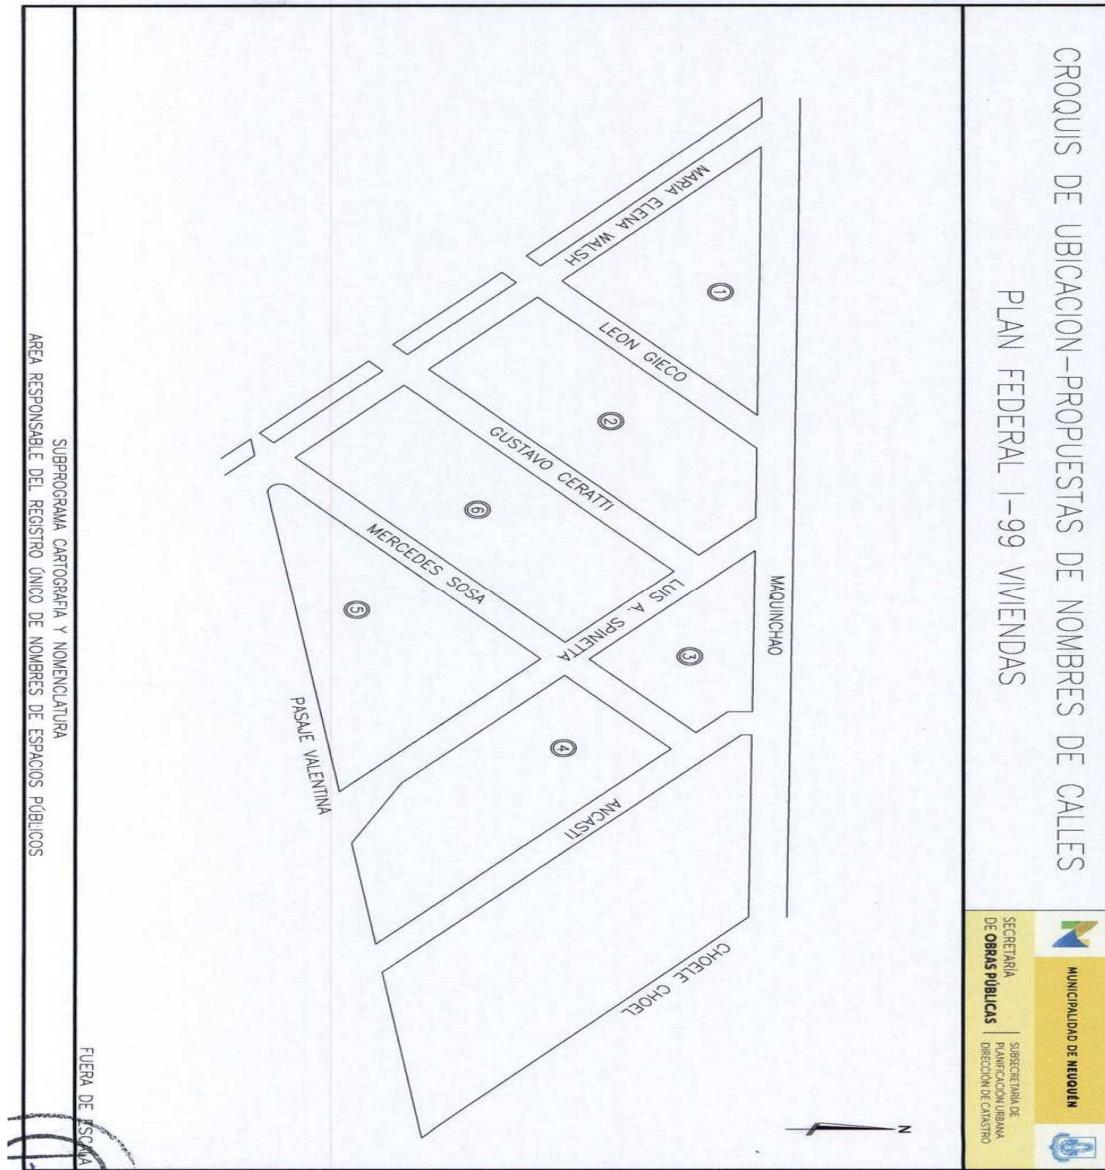 CROQUIS DE UBICACION-PROPUESTAS DE NOMBRES DE CALLES
PLAN FEDERAL I-99 VIVIENDAS
MUNICIPALIDAD DE NEUQUÉN
SECRETARÍA
DE OBRAS PÚBLICAS
SUBSECRETARÍA DE
PLANIFICACIÓN URBANA
DIRECCIÓN DE CATASTRO
N
MAQUINCHAO
MARIA ELENA WALSH
1
LEON GIECO
2
GUSTAVO CERATTI
LUIS A. SPINETTA
3
6
MERCEDES SOSA
5
4
ANCASTI
CHOELE CHOEL
PASAJE VALENTINA
FUERA DE ESCALA
SUBPROGRAMA CARTOGRAFIA Y NOMENCLATURA
AREA RESPONSABLE DEL REGISTRO ÚNICO DE NOMBRES DE ESPACIOS PÚBLICOS